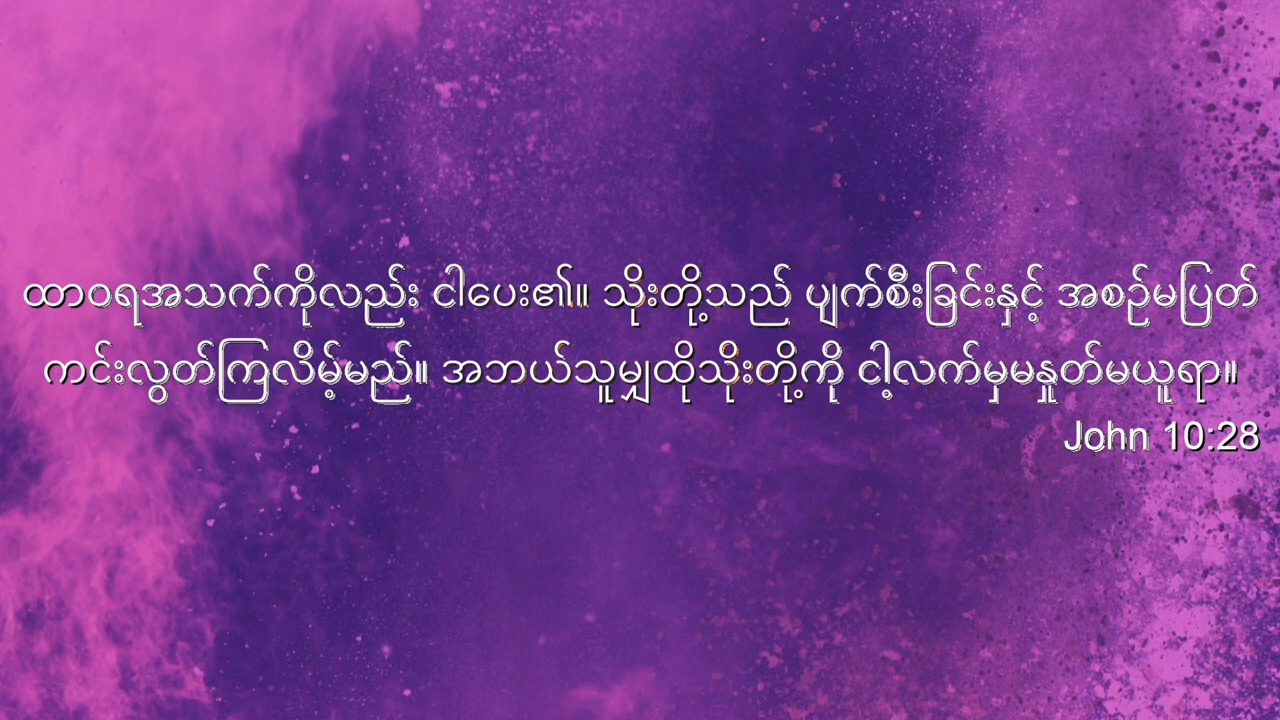 ထာဝရအသက်ကိုလည်း ငါပေး၏။ သိုးတို့သည် ပျက်စီးခြင်းနှင့် အစဉ်မပြတ်
ကင်းလွတ်ကြလိမ့်မည်။ အဘယ်သူမျှထိုသိုးတို့ကို ငါ့လက်မှမနှုတ်မယူရာ။
John 10:28